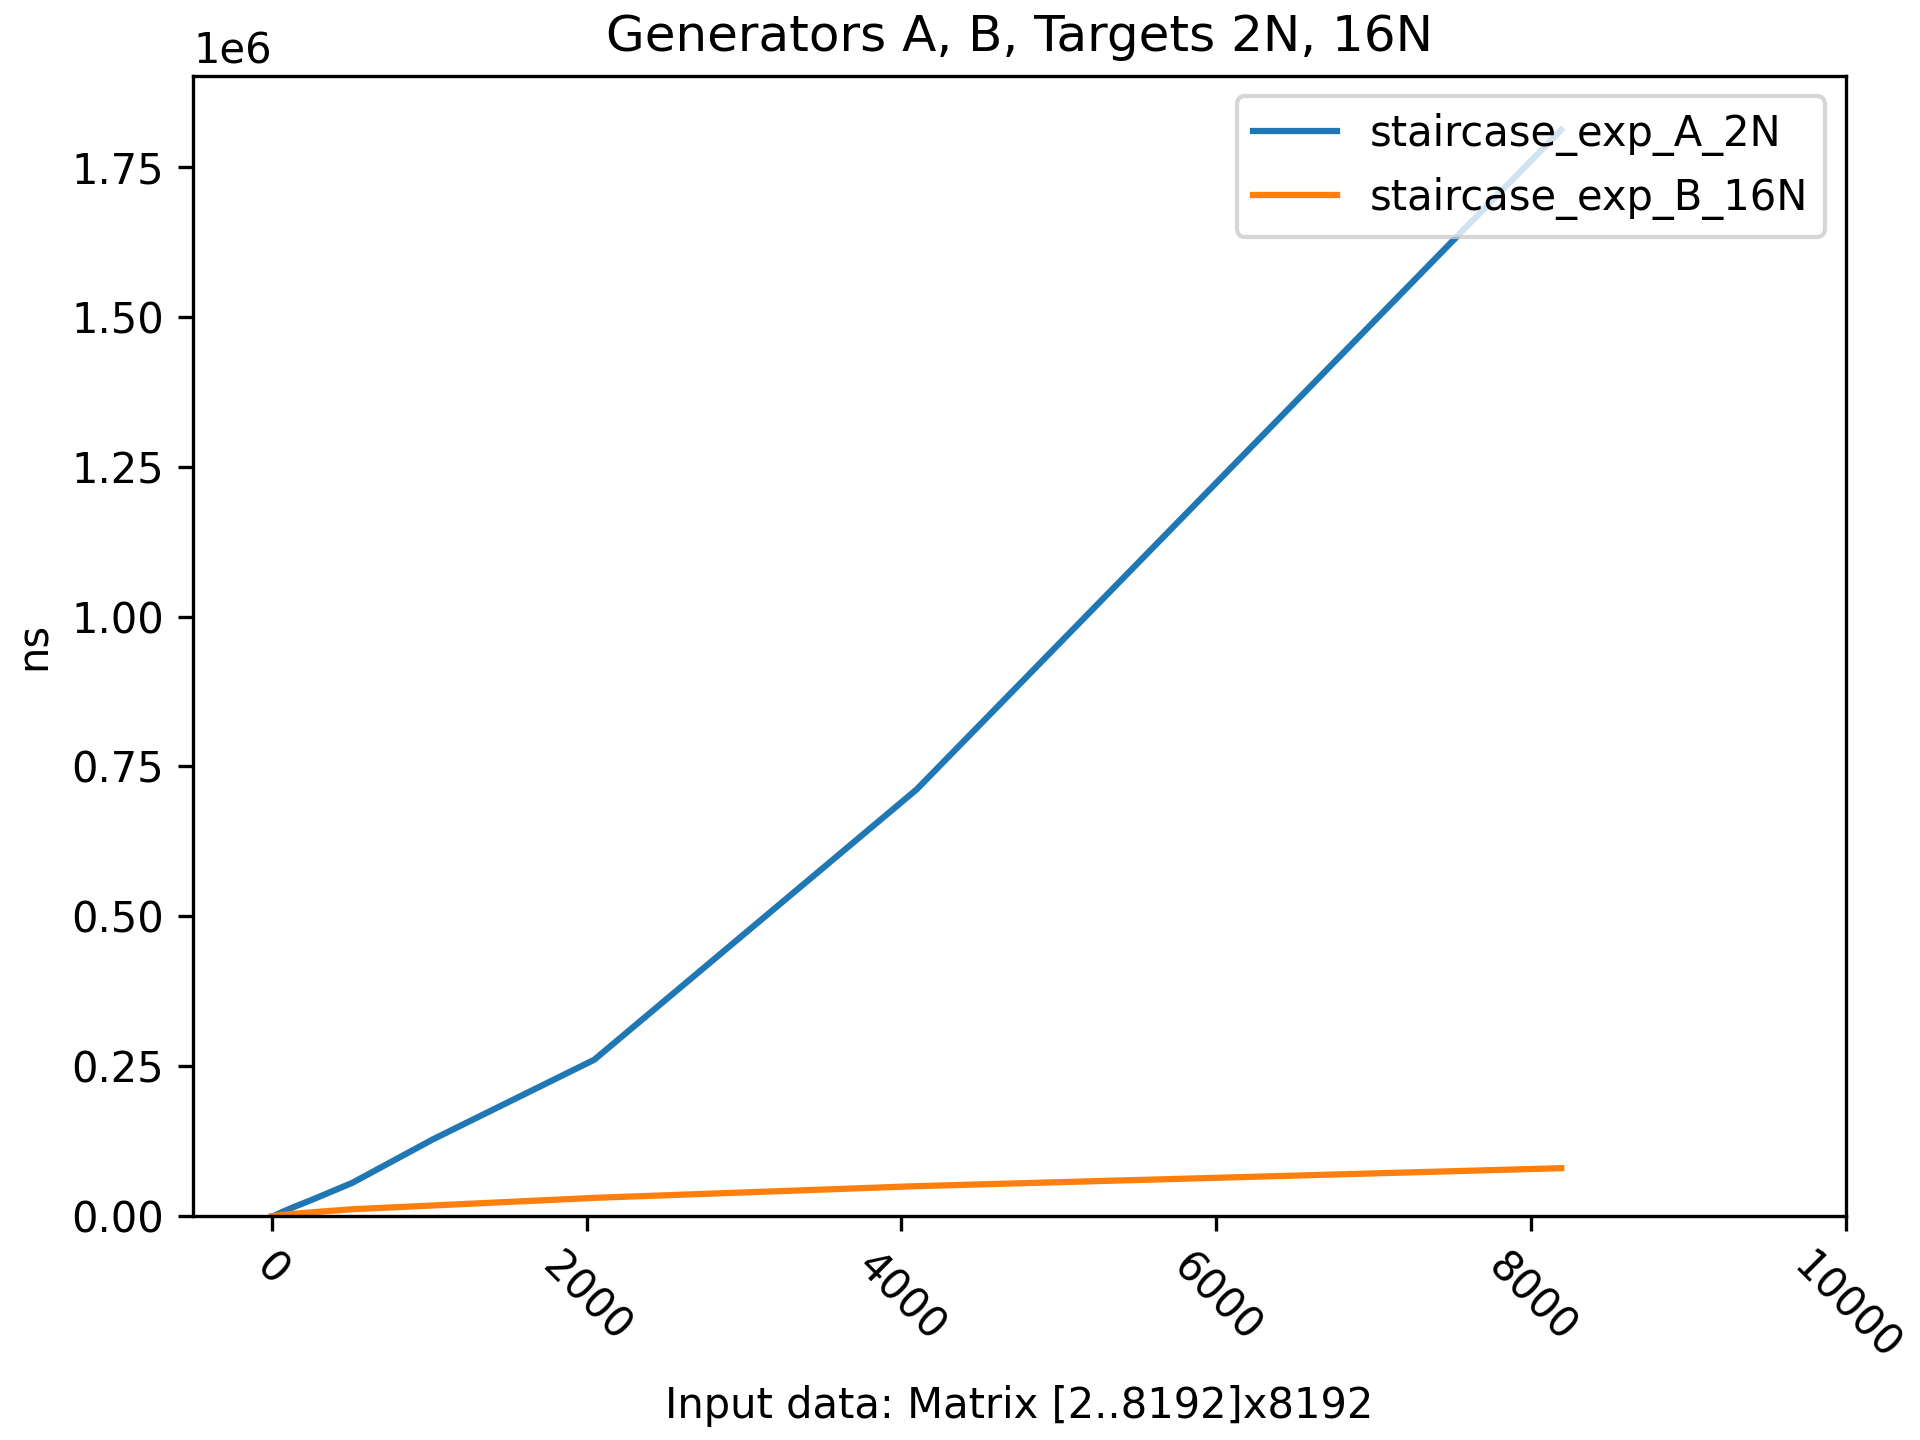 Generators A, B, Targets 2N, 16N
1e6
staircase_exp_A_2N
staircase_exp_B_16N
1.75
1.50
1.25
1.00
0.75
0.50
0.25
0.00
ns
0
2000
4000
6000
8000
10000
Input data: Matrix [2..8192]x8192